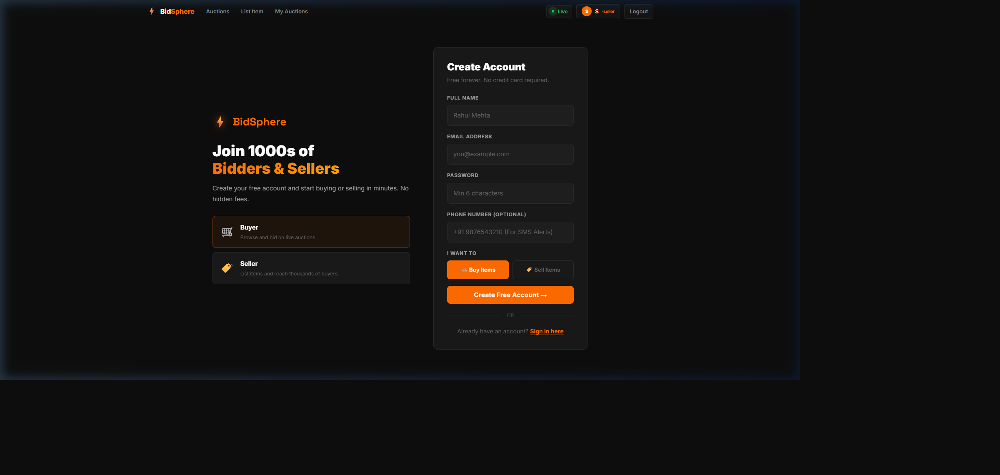 BidSphere
Auctions
List Item
My Auctions
Live
S
S
·seller
Logout
BidSphere
Join 1000s of
Bidders & Sellers
Create your free account and start buying or selling in minutes. No
hidden fees.
Buyer
Browse and bid on live auctions
Seller
List items and reach thousands of buyers
Create Account
Free forever. No credit card required.
FULL NAME
Rahul Mehta
EMAIL ADDRESS
you@example.com
PASSWORD
Min 6 characters
PHONE NUMBER (OPTIONAL)
+91 9876543210 (For SMS Alerts)
I WANT TO
Buy Items
Sell Items
Create Free Account →
OR
Already have an account? Sign in here